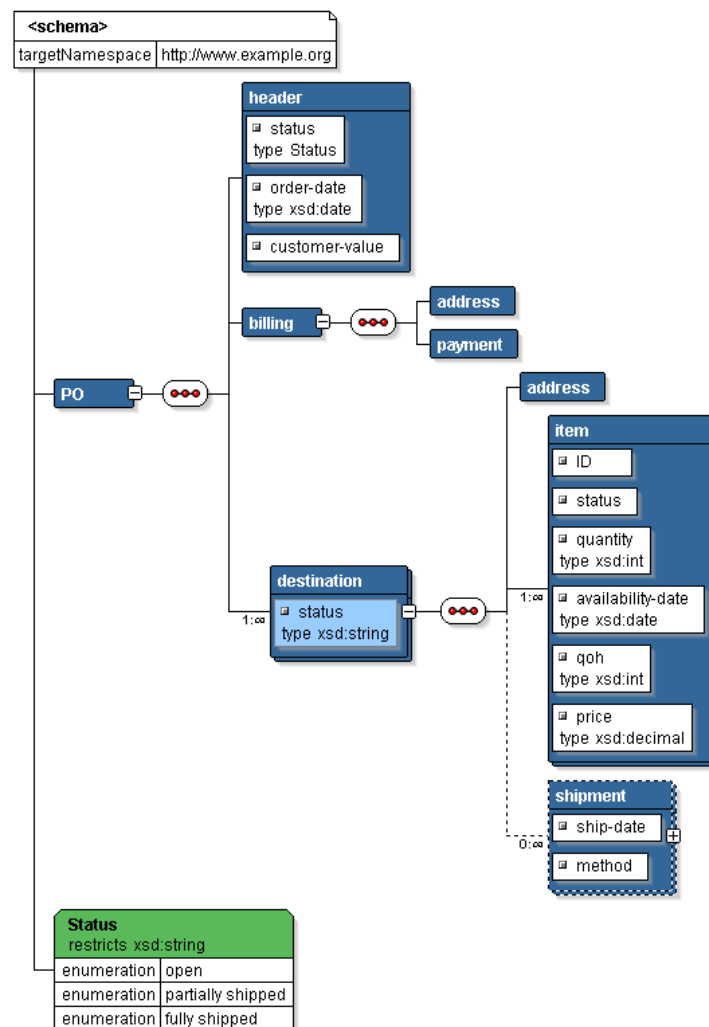 <schema>
targetNamespace http://www.example.org
header
status
type Status
order-date
type xsd:date
customer-value
billing
address
payment
PO
address
item
ID
status
quantity
type xsd:int
1:∞
availability-date
type xsd:date
qoh
type xsd:int
price
type xsd:decimal
destination
status
type xsd:string
1:∞
shipment
ship-date
0:∞
method
Status
restricts xsd:string
enumeration open
enumeration partially shipped
enumeration fully shipped